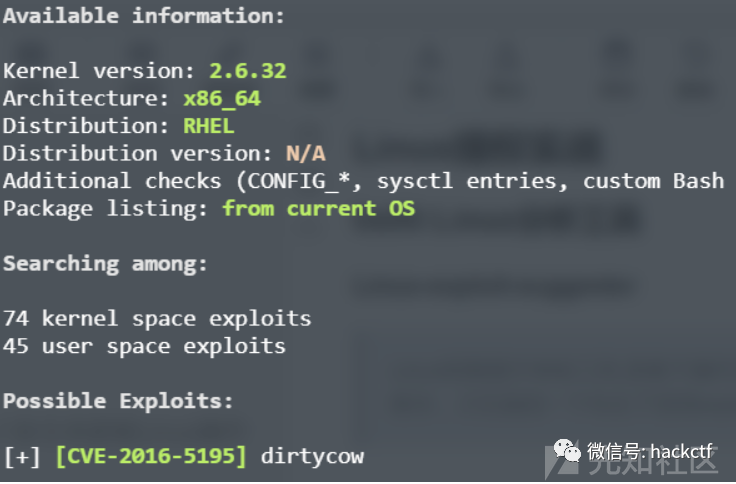 Available information:
Kernel version: 2.6.32
Architecture: x86_64
Distribution: RHEL
Distribution version: N/A
Additional checks (CONFIG_*, sysctl entries, custom Bash
Package listing: from current OS
Searching among:
74 kernel space exploits
45 user space exploits
Possible Exploits:
[+] [CVE-2016-5195] dirtycow
微信号: hackctf
先知社区